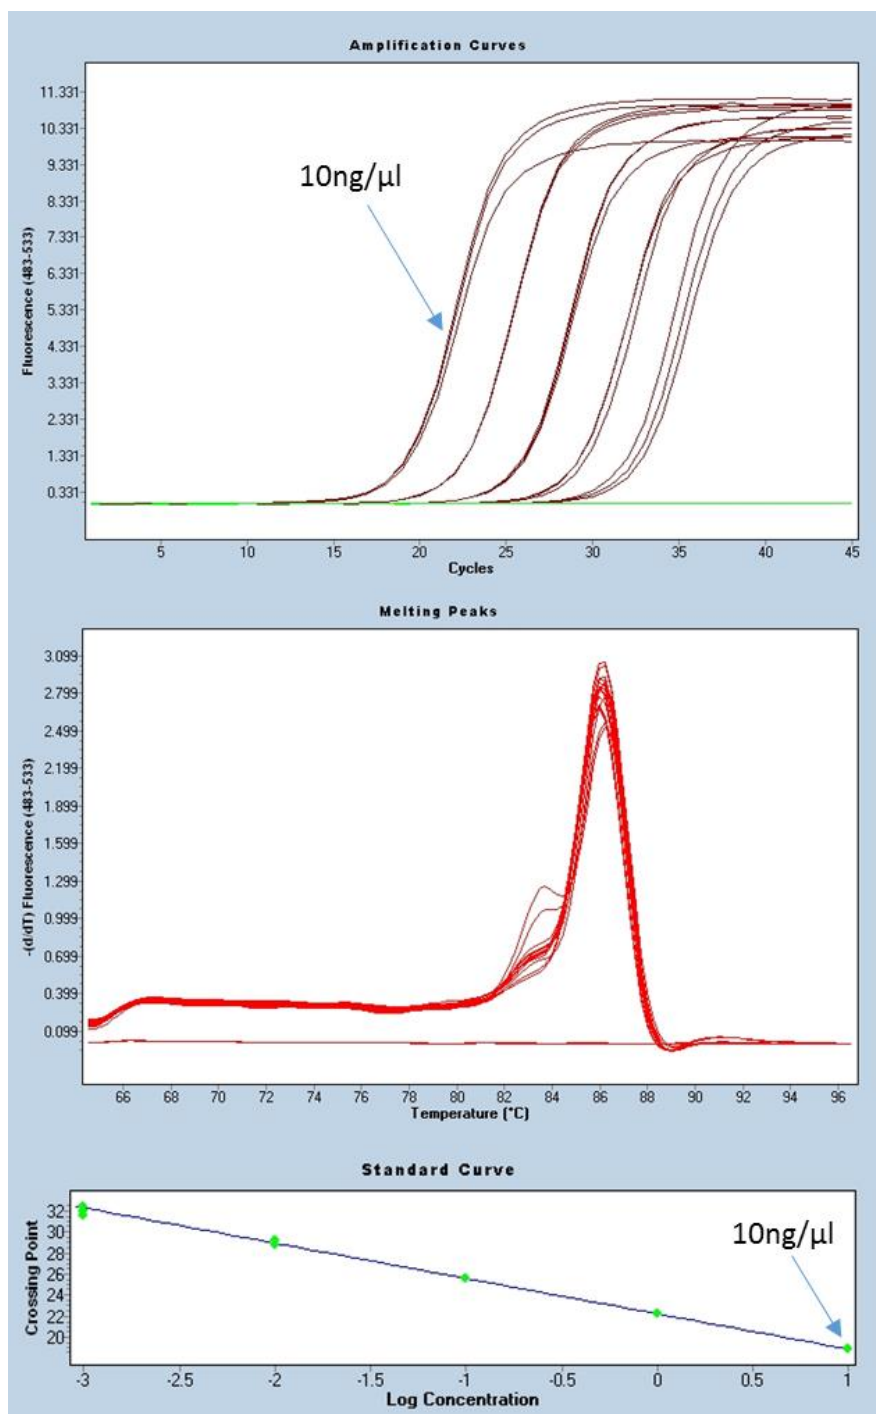 Amplification Curves
11.331
10.331
9.331
8.331
7.331
6.331
5.331
4.331
3.331
2.331
1.331
0.331
Fluorescence (483-533)
10ng/µl
5 10 15 20 25 30 35 40 45
Cycles
Melting Peaks
3.099
2.799
2.499
2.199
1.899
1.599
1.299
0.999
0.699
0.399
0.099
-(d/dT) Fluorescence (483-533)
66 68 70 72 74 76 78 80 82 84 86 88 90 92 94 96
Temperature (°C)
Standard Curve
32
30
28
26
24
22
20
Crossing Point
10ng/µl
-3 -2.5 -2 -1.5 -1 -0.5 0 0.5 1
Log Concentration